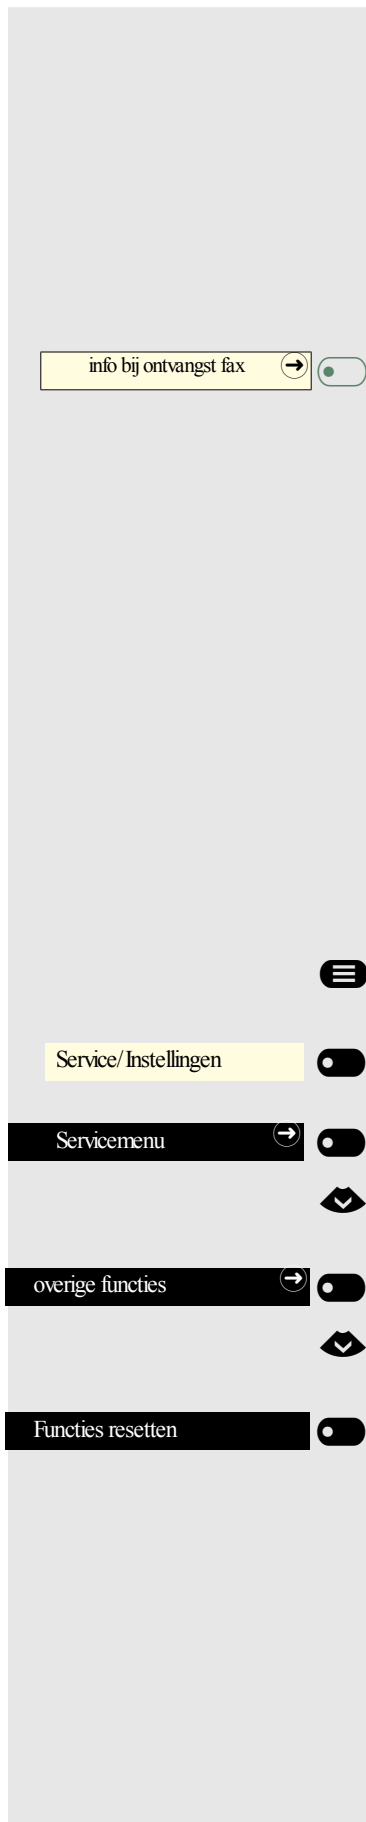 info bij ontvangst fax
Service/Instellingen
Servicemenu
overige functies
Functies resetten